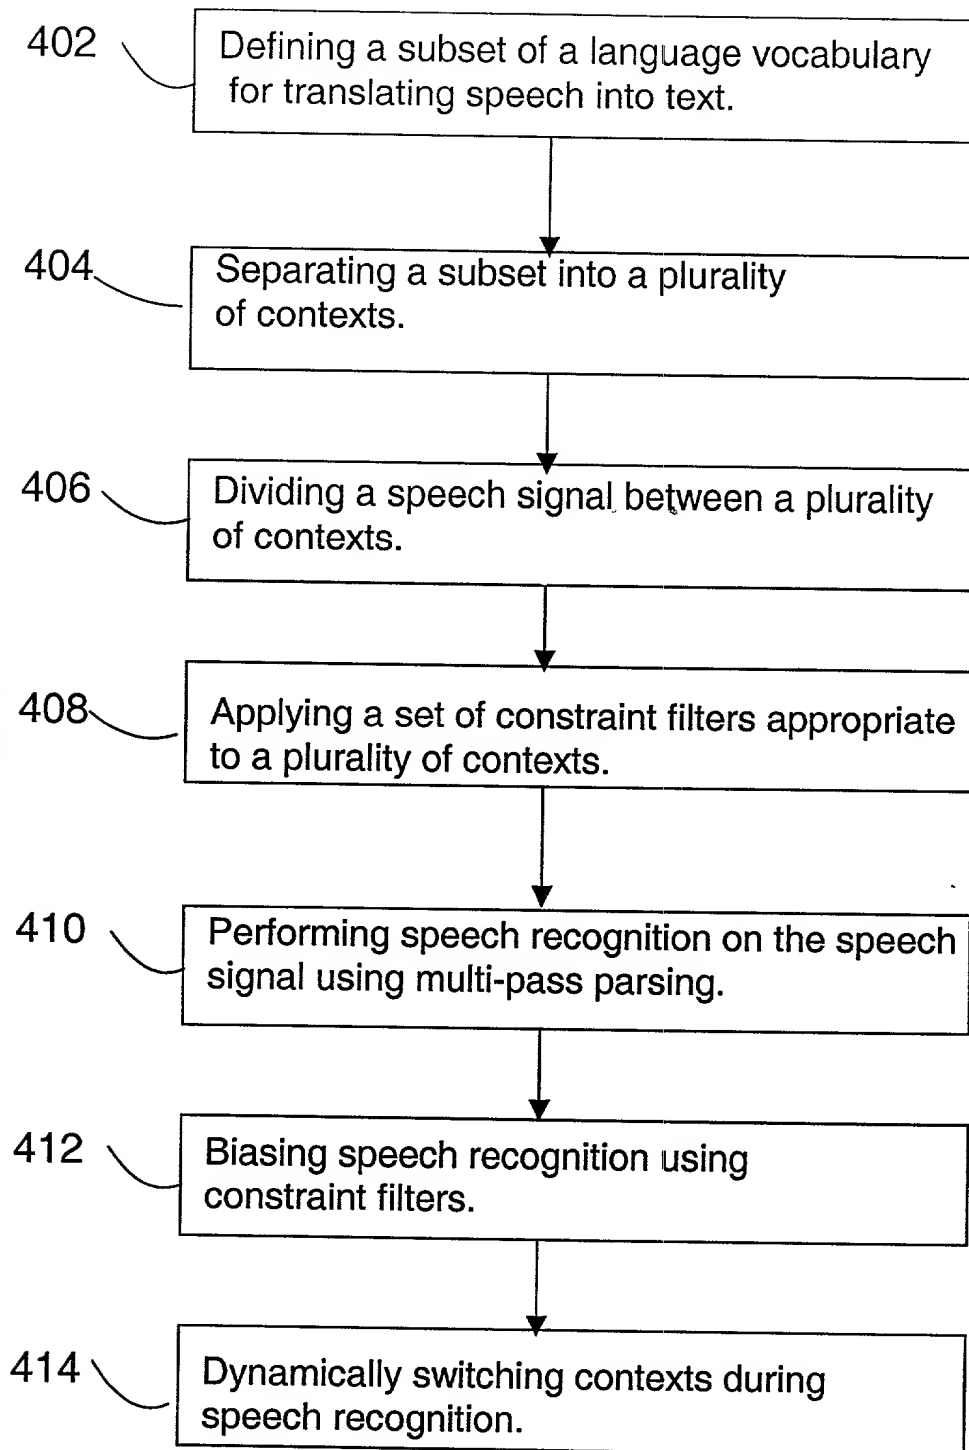 402
Defining a subset of a language vocabulary
for translating speech into text.
404
Separating a subset into a plurality
of contexts.
406
Dividing a speech signal between a plurality
of contexts.
408
Applying a set of constraint filters appropriate
to a plurality of contexts.
410
Performing speech recognition on the speech
signal using multi-pass parsing.
412
Biasing speech recognition using
constraint filters.
414
Dynamically switching contexts during
speech recognition.